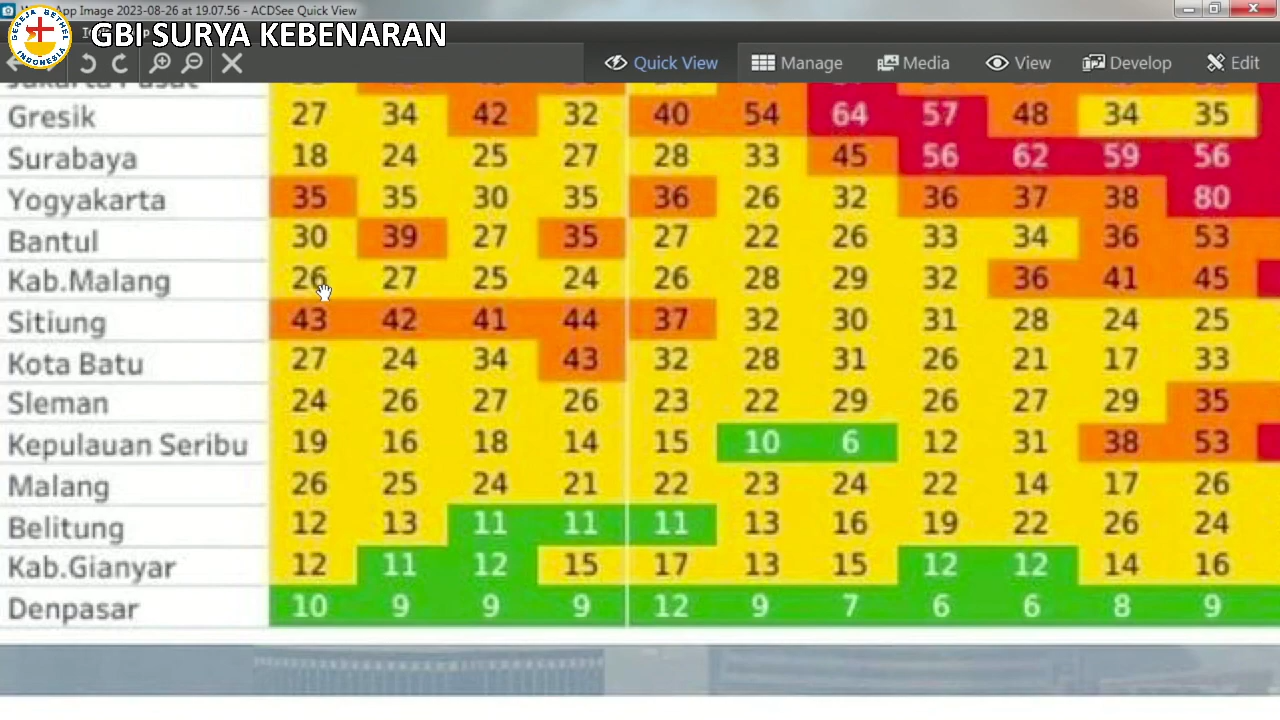 App Image 2023-08-26 at 19.07.56 - ACDSee Quick View
GEREJA BETHEL INDONESIA
GBI SURYA KEBENARAN
Quick View Manage Media View Develop Edit
Jakarta Pusat
Gresik 27 34 42 32 40 54 64 57 48 34 35
Surabaya 18 24 25 27 28 33 45 56 62 59 56
Yogyakarta 35 35 30 35 36 26 32 36 37 38 80
Bantul 30 39 27 35 27 22 26 33 34 36 53
Kab.Malang 26 27 25 24 26 28 29 32 36 41 45
Sitiung 43 42 41 44 37 32 30 31 28 24 25
Kota Batu 27 24 34 43 32 28 31 26 21 17 33
Sleman 24 26 27 26 23 22 29 26 27 29 35
Kepulauan Seribu 19 16 18 14 15 10 6 12 31 38 53
Malang 26 25 24 21 22 23 24 22 14 17 26
Belitung 12 13 11 11 11 13 16 19 22 26 24
Kab.Gianyar 12 11 12 15 17 13 15 12 12 14 16
Denpasar 10 9 9 9 12 9 7 6 6 8 9